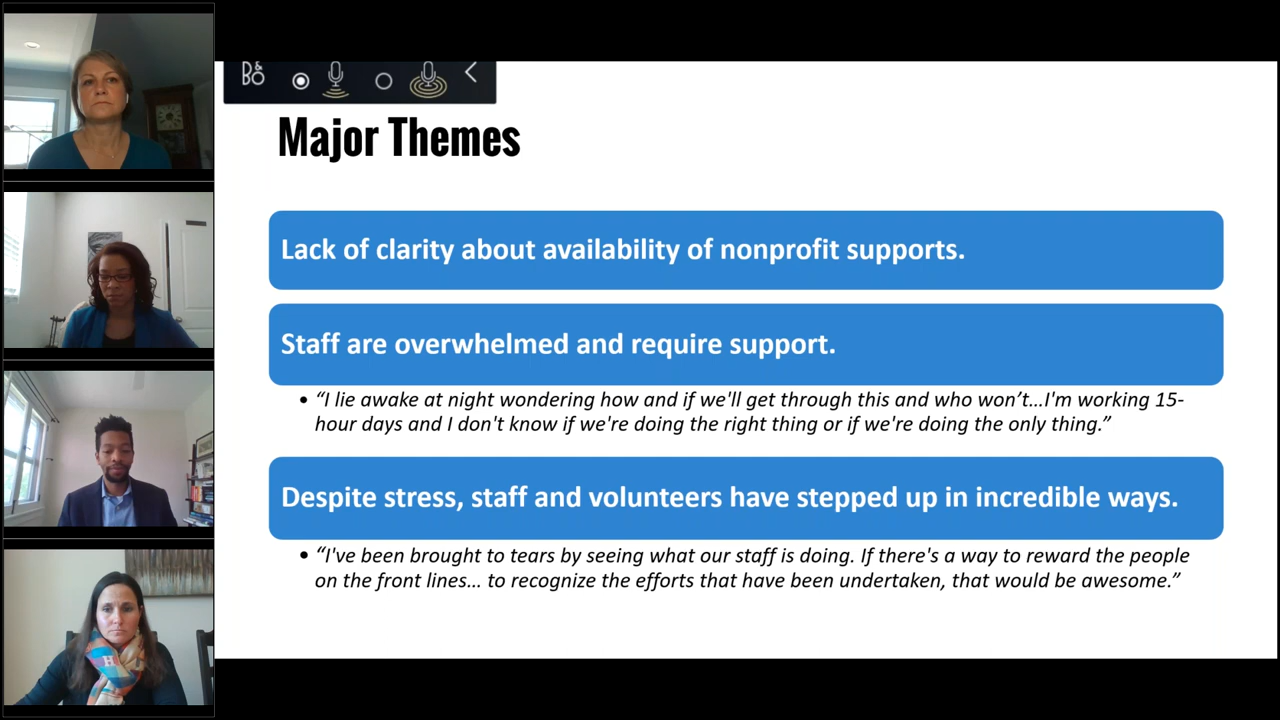 B&O
Major Themes
Lack of clarity about availability of nonprofit supports.
Staff are overwhelmed and require support.
• “I lie awake at night wondering how and if we'll get through this and who won’t…I'm working 15-
hour days and I don't know if we're doing the right thing or if we're doing the only thing.”
Despite stress, staff and volunteers have stepped up in incredible ways.
• “I've been brought to tears by seeing what our staff is doing. If there's a way to reward the people
on the front lines… to recognize the efforts that have been undertaken, that would be awesome.”
H